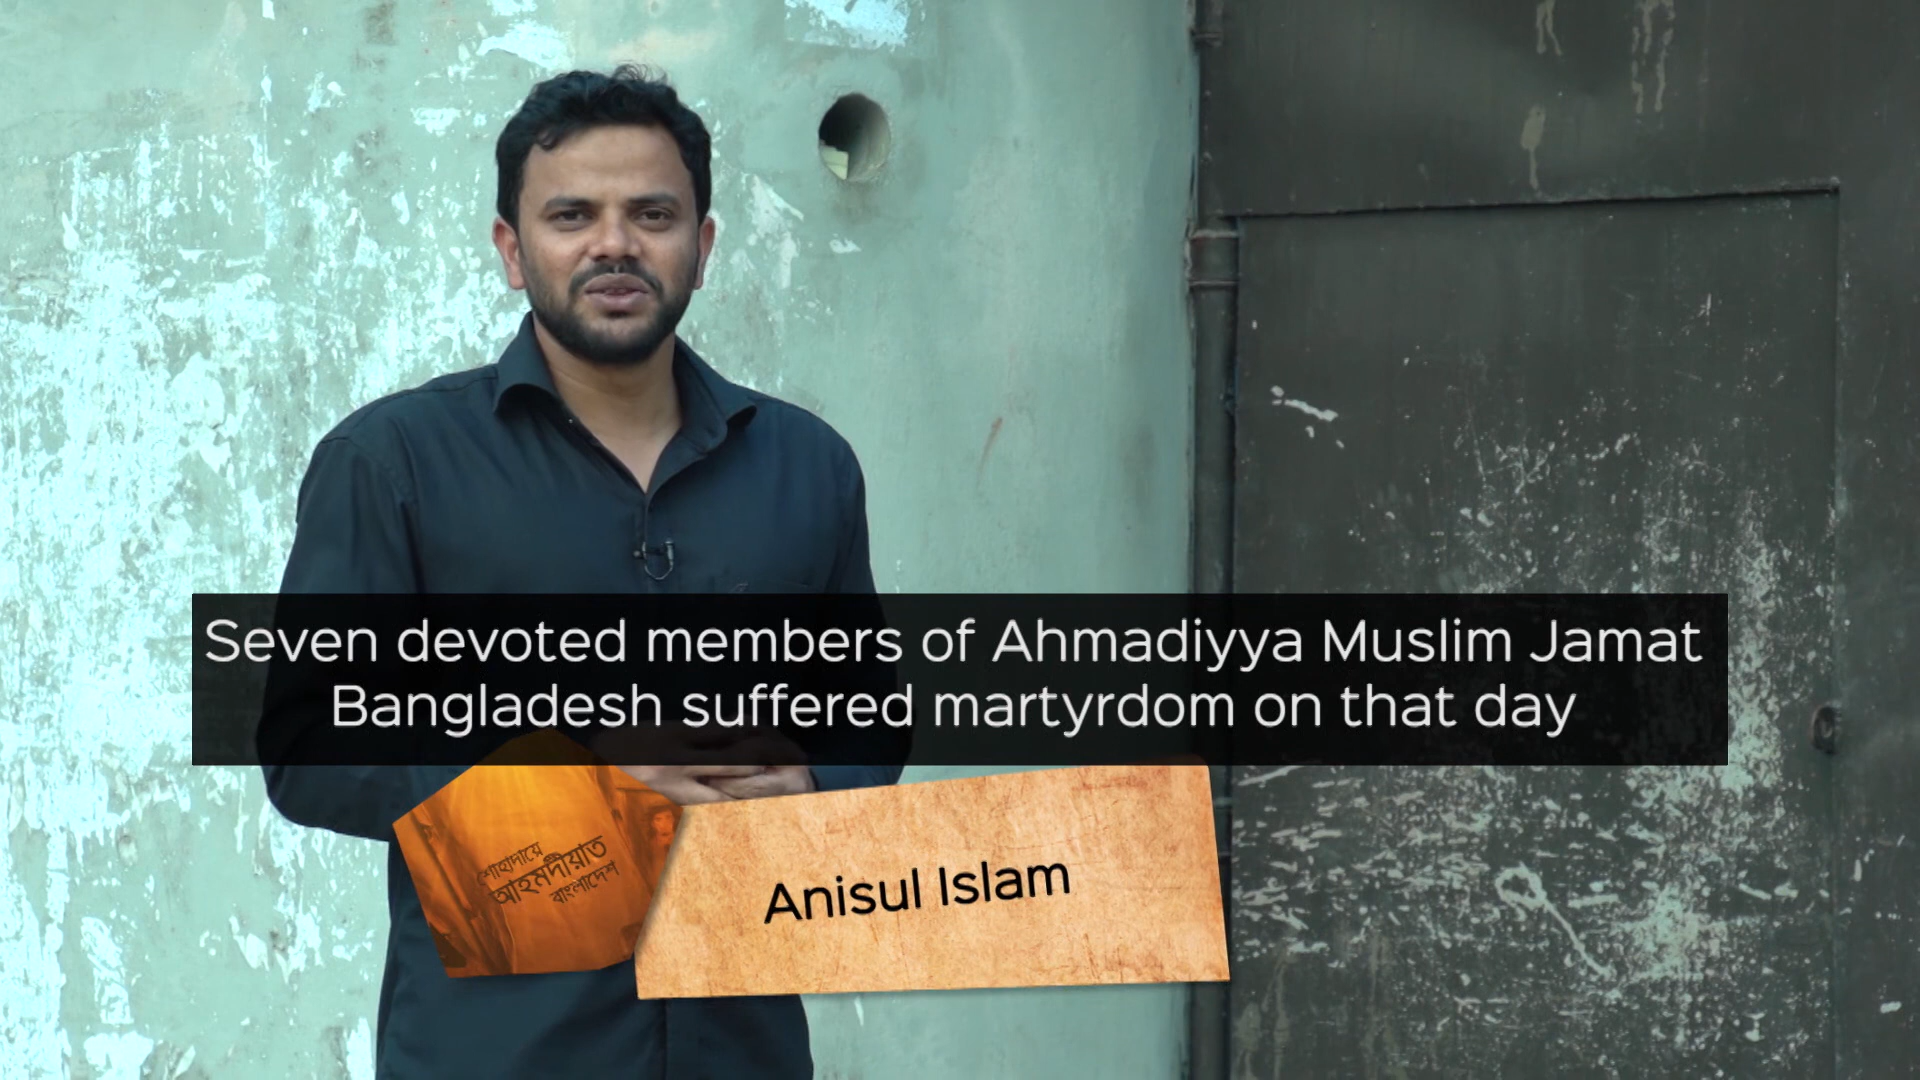 Seven devoted members of Ahmadiyya Muslim Jamat
Bangladesh suffered martyrdom on that day
শোহাদায়ে
আহমদীয়াত
বাংলাদেশ
Anisul Islam